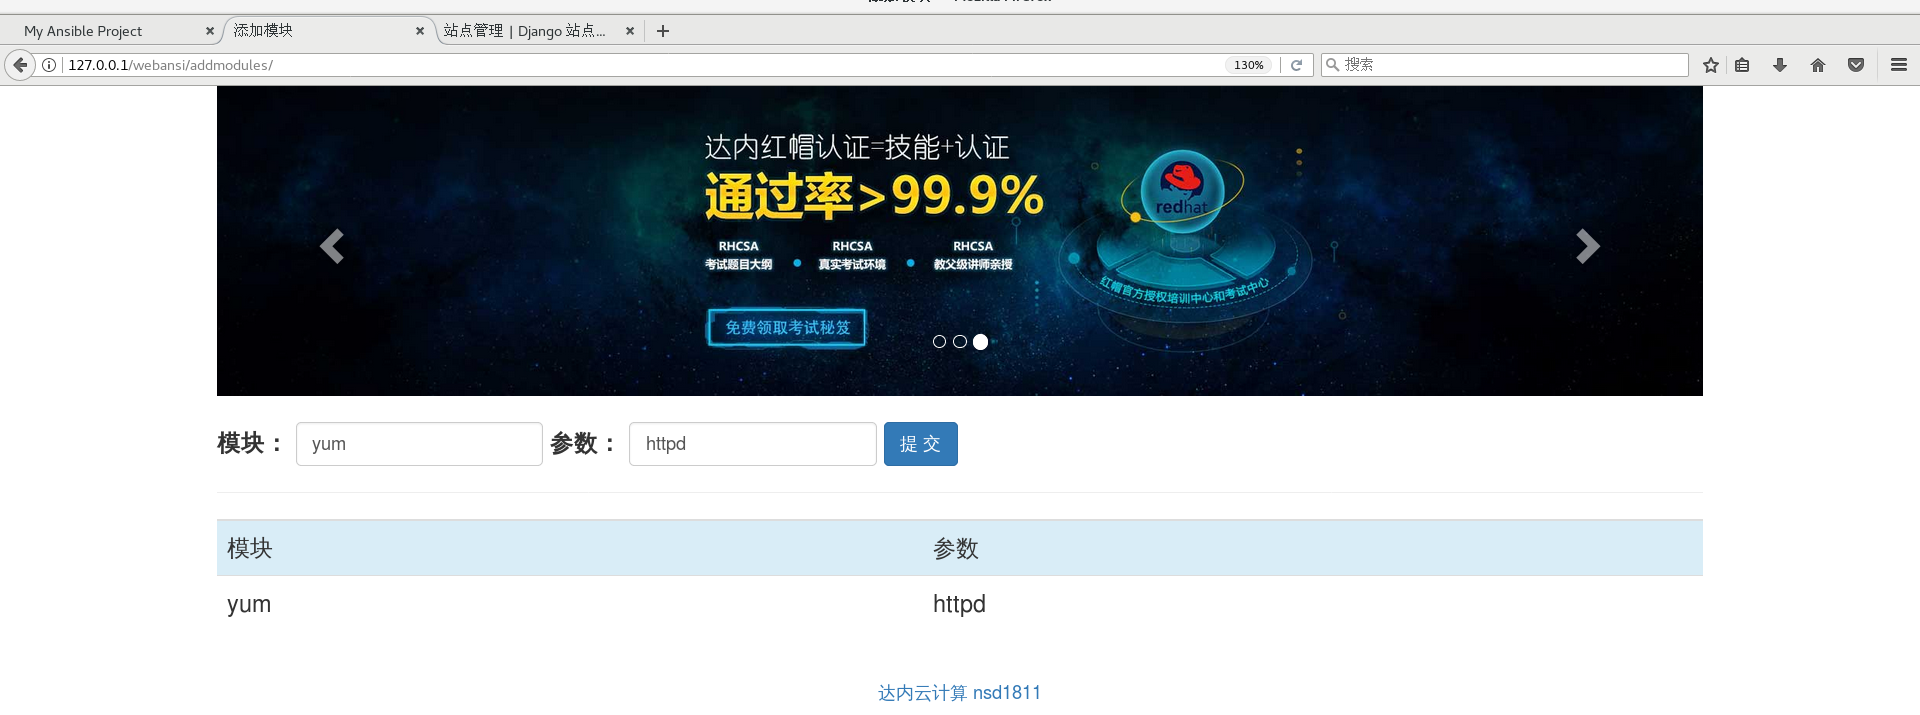 My Ansible Project
添加模块
站点管理 | Django 站点...
127.0.0.1/webansi/addmodules/
130%
搜索
达内红帽认证=技能+认证
通过率>99.9%
redhat
RHCSA RHCSA RHCSA
考试题目大纲 真实考试环境 教父级讲师亲授
红帽官方授权培训中心和考试中心
免费领取考试秘笈
模块： yum 参数： httpd 提 交
模块 参数
yum httpd
达内云计算 nsd1811